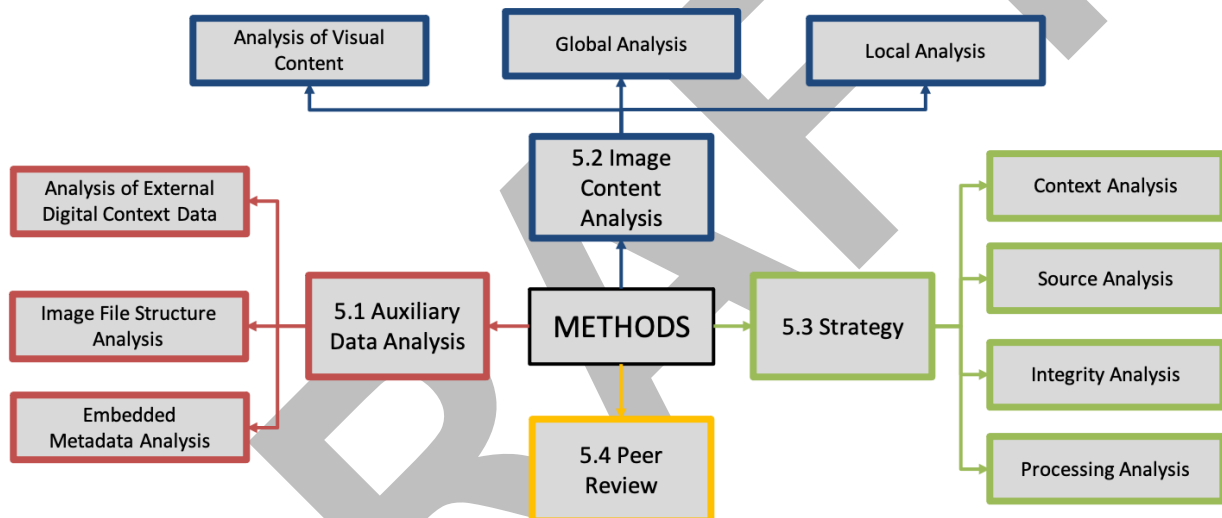 Analysis of Visual
Content
Global Analysis
Local Analysis
5.2 Image
Content
Analysis
Analysis of External
Digital Context Data
Image File Structure
Analysis
Embedded
Metadata Analysis
5.1 Auxiliary
Data Analysis
METHODS
5.3 Strategy
5.4 Peer
Review
Context Analysis
Source Analysis
Integrity Analysis
Processing Analysis